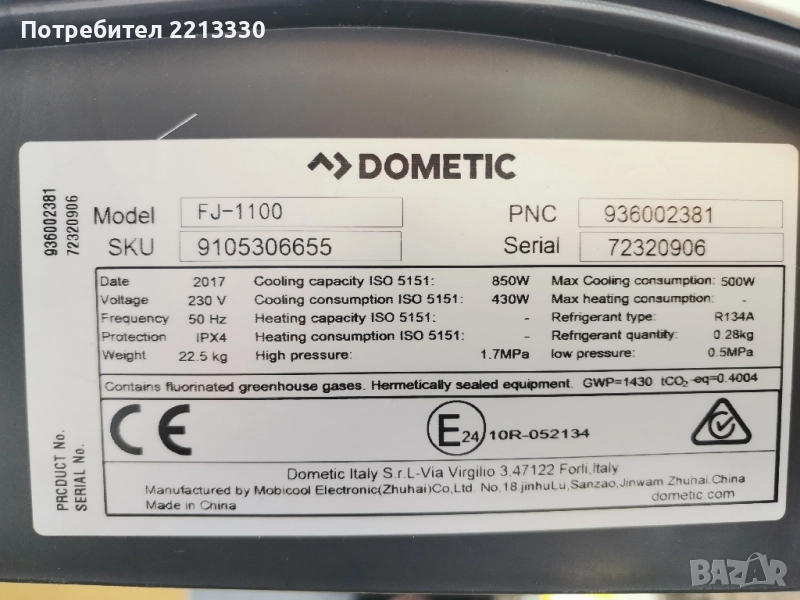 Потребител 2213330
DOMETIC
936002381
72320906
Model FJ-1100 PNC 936002381
SKU 9105306655 Serial 72320906
Date 2017 Cooling capacity ISO 5151: 850W Max Cooling consumption: 500W
Voltage 230 V Cooling consumption ISO 5151: 430W Max heating consumption: -
Frequency 50 Hz Heating capacity ISO 5151: - Refrigerant type: R134A
Protection IPX4 Heating consumption ISO 5151: - Refrigerant quantity: 0.28kg
Weight 22.5 kg High pressure: 1.7MPa low pressure: 0.5MPa
Contains fluorinated greenhouse gases. Hermetically sealed equipment. GWP=1430 tCO₂-eq=0.4004
CE E24 10R-052134
PRODUCT No.
SERIAL NO.
Dometic Italy S.r.L-Via Virgilio 3,47122 Forli,Italy
Manufactured by Mobicool Electronic(Zhuhai)Co,Ltd No,18 jinhuLu,Sanzao,Jinwam Zhuhai.China
Made in China dometic.com
BAZAR